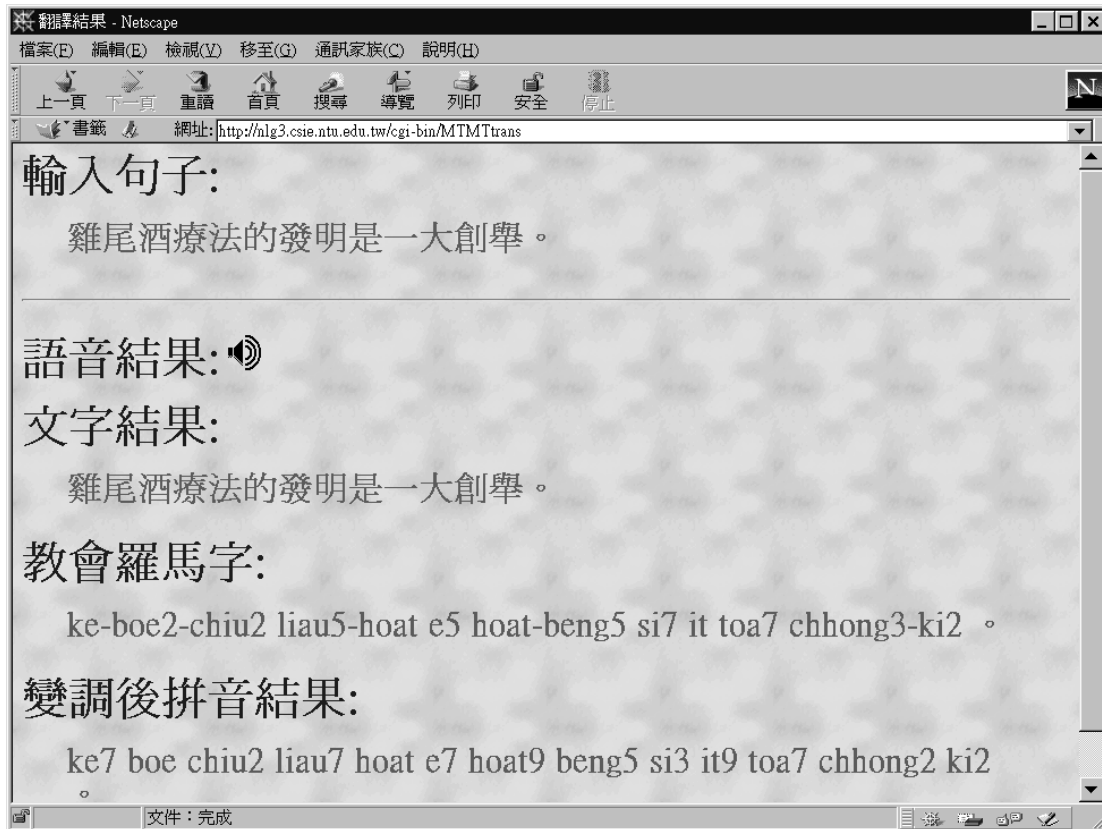 翻譯結果 - Netscape
檔案(F) 編輯(E) 檢視(V) 移至(G) 通訊家族(C) 說明(H)
上一頁 下一頁 重讀 首頁 搜尋 導覽 列印 安全 停止
N
書籤 網址: http://nlg3.csie.ntu.edu.tw/cgi-bin/MTMTtrans
輸入句子:
雞尾酒療法的發明是一大創舉。
語音結果:
文字結果:
雞尾酒療法的發明是一大創舉。
教會羅馬字:
ke-boe2-chiu2 liau5-hoat e5 hoat-beng5 si7 it toa7 chhong3-ki2 。
變調後拼音結果:
ke7 boe chiu2 liau7 hoat e7 hoat9 beng5 si3 it9 toa7 chhong2 ki2
。
文件：完成